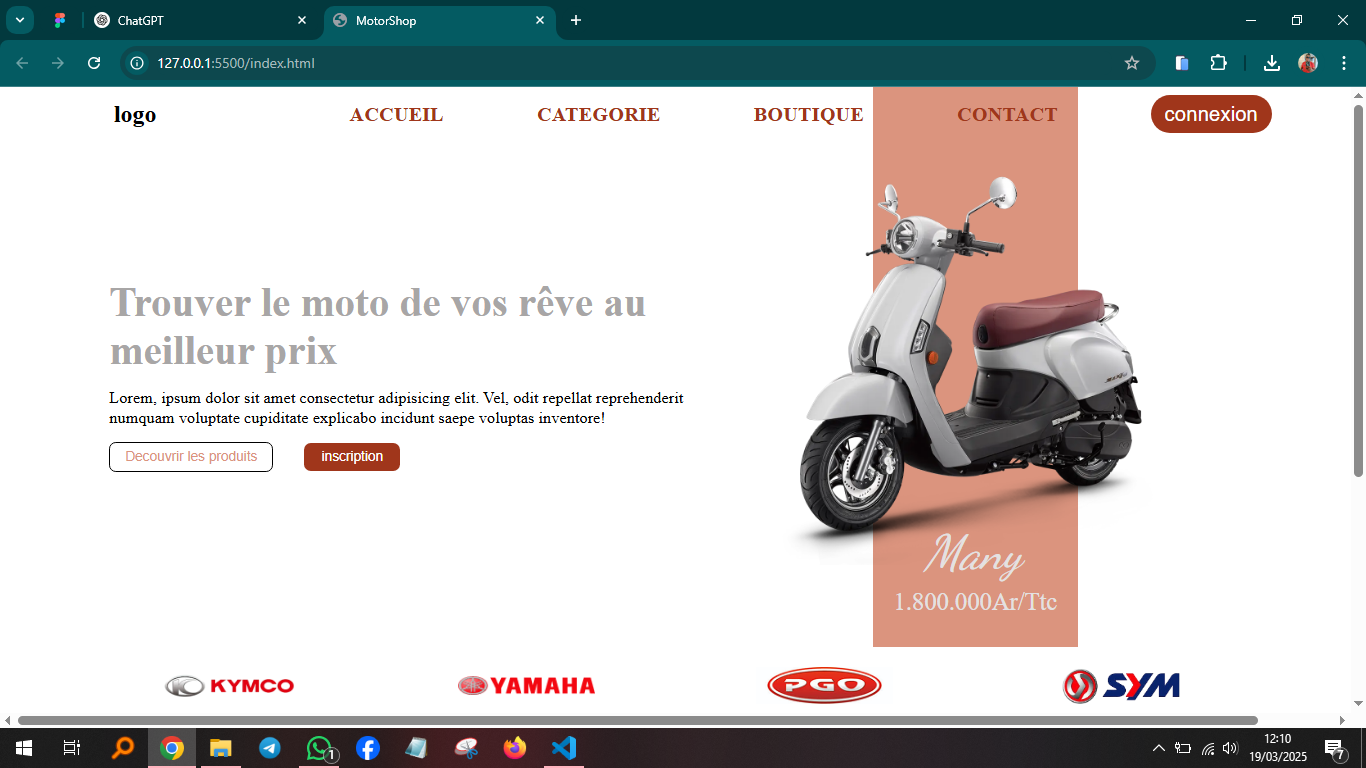 ChatGPT
MotorShop
127.0.0.1:5500/index.html
logo
ACCUEIL
CATEGORIE
BOUTIQUE
CONTACT
connexion
Trouver le moto de vos rêve au
meilleur prix
Lorem, ipsum dolor sit amet consectetur adipisicing elit. Vel, odit repellat reprehenderit
numquam voluptate cupiditate explicabo incidunt saepe voluptas inventore!
Decouvrir les produits
inscription
Many
1.800.000Ar/Ttc
KYMCO
YAMAHA
PGO
SYM
1
12:10
19/03/2025
7